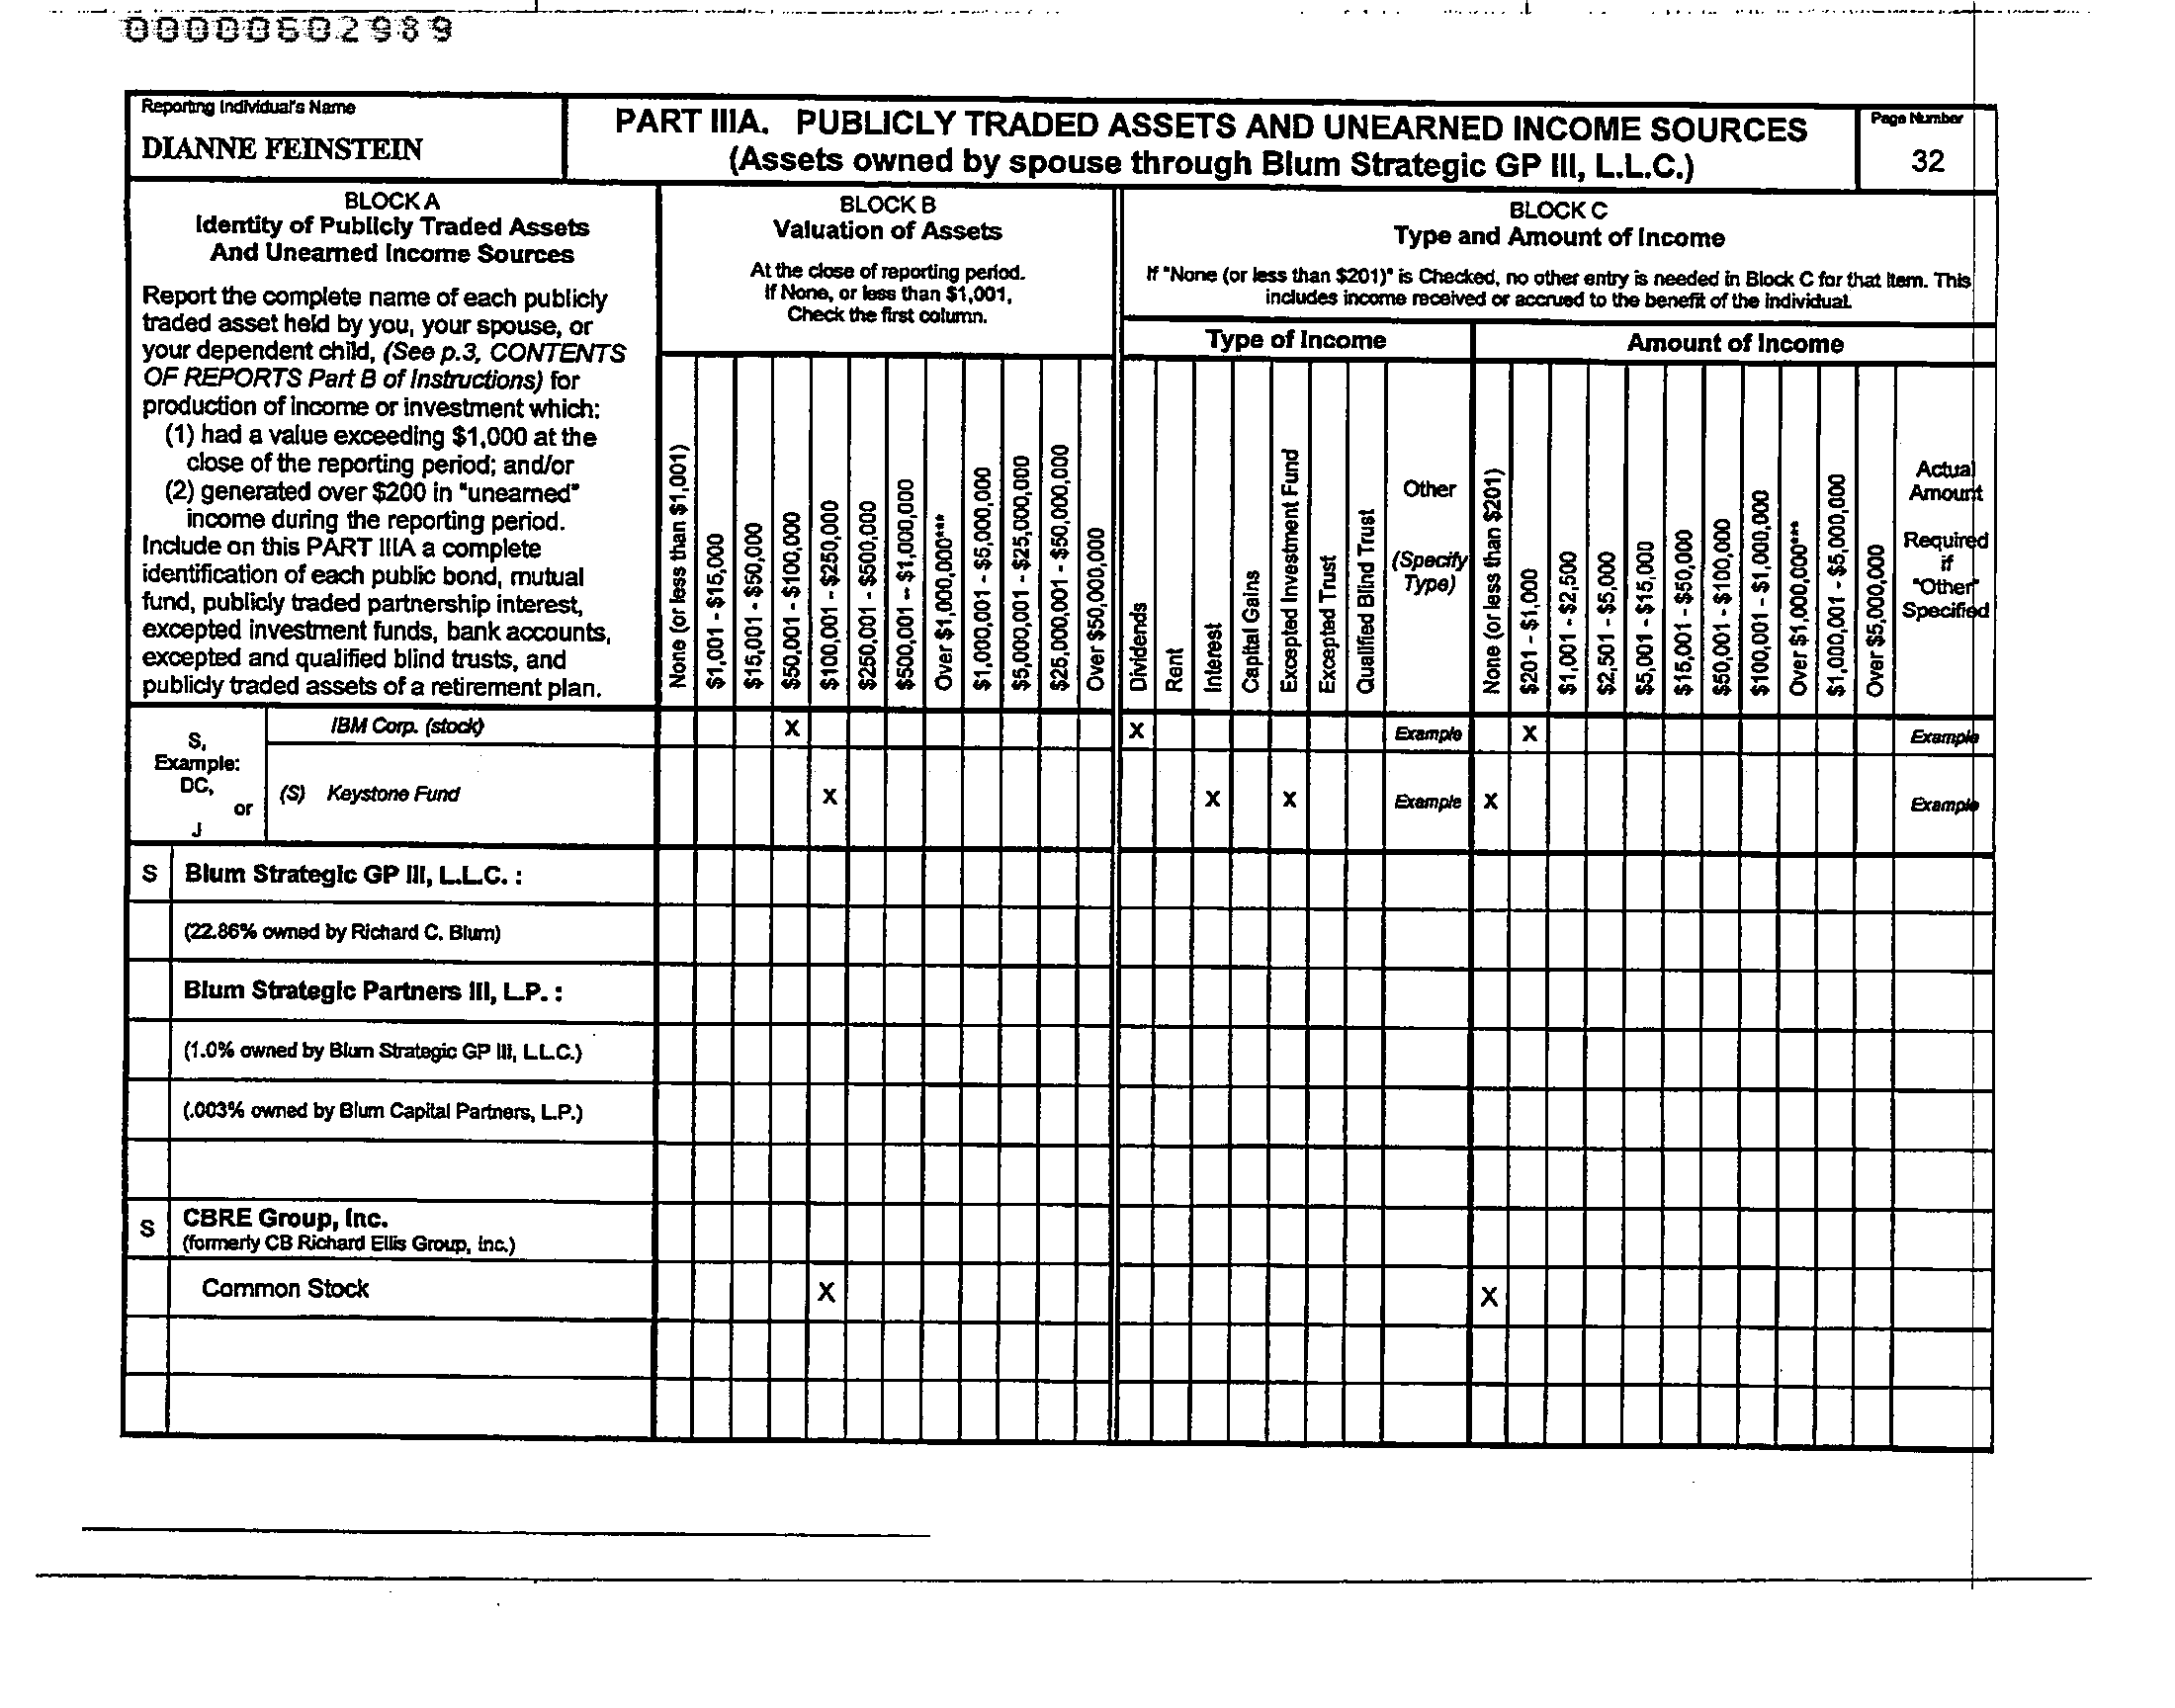 00000602989
Reporting Individual's Name
DIANNE FEINSTEIN
PART IIIA. PUBLICLY TRADED ASSETS AND UNEARNED INCOME SOURCES
(Assets owned by spouse through Blum Strategic GP III, L.L.C.)
Page Number
32
BLOCK A
Identity of Publicly Traded Assets
And Unearned Income Sources
Report the complete name of each publicly
traded asset held by you, your spouse, or
your dependent child, (See p.3, CONTENTS
OF REPORTS Part B of Instructions) for
production of income or investment which:
(1) had a value exceeding $1,000 at the
close of the reporting period; and/or
(2) generated over $200 in "unearned"
income during the reporting period.
Include on this PART IIIA a complete
identification of each public bond, mutual
fund, publicly traded partnership interest,
excepted investment funds, bank accounts,
excepted and qualified blind trusts, and
publicly traded assets of a retirement plan.
BLOCK B
Valuation of Assets
At the close of reporting period.
If None, or less than $1,001,
Check the first column.
None (or less than $1,001)
$1,001 - $15,000
$15,001 - $50,000
$50,001 - $100,000
$100,001 - $250,000
$250,001 - $500,000
$500,001 -- $1,000,000
Over $1,000,000***
$1,000,001 - $5,000,000
$5,000,001 - $25,000,000
$25,000,001 - $50,000,000
Over $50,000,000
BLOCK C
Type and Amount of Income
If "None (or less than $201)" is Checked, no other entry is needed in Block C for that item. This
includes income received or accrued to the benefit of the individual.
Type of Income
Dividends
Rent
Interest
Capital Gains
Excepted Investment Fund
Excepted Trust
Qualified Blind Trust
Other
(Specify
Type)
Amount of Income
None (or less than $201)
$201 - $1,000
$1,001 - $2,500
$2,501 - $5,000
$5,001 - $15,000
$15,001 - $50,000
$50,001 - $100,000
$100,001 - $1,000,000
Over $1,000,000***
$1,000,001 - $5,000,000
Over $5,000,000
Actual
Amount
Required
if
"Other"
Specified
S,
Example:
DC,
or
J
IBM Corp. (stock) X X Example X Example
(S) Keystone Fund X X X Example X Example
S Blum Strategic GP III, L.L.C. :
(22.86% owned by Richard C. Blum)
Blum Strategic Partners III, L.P. :
(1.0% owned by Blum Strategic GP III, L.L.C.)
(.003% owned by Blum Capital Partners, L.P.)
S CBRE Group, Inc.
(formerly CB Richard Ellis Group, Inc.)
Common Stock X X